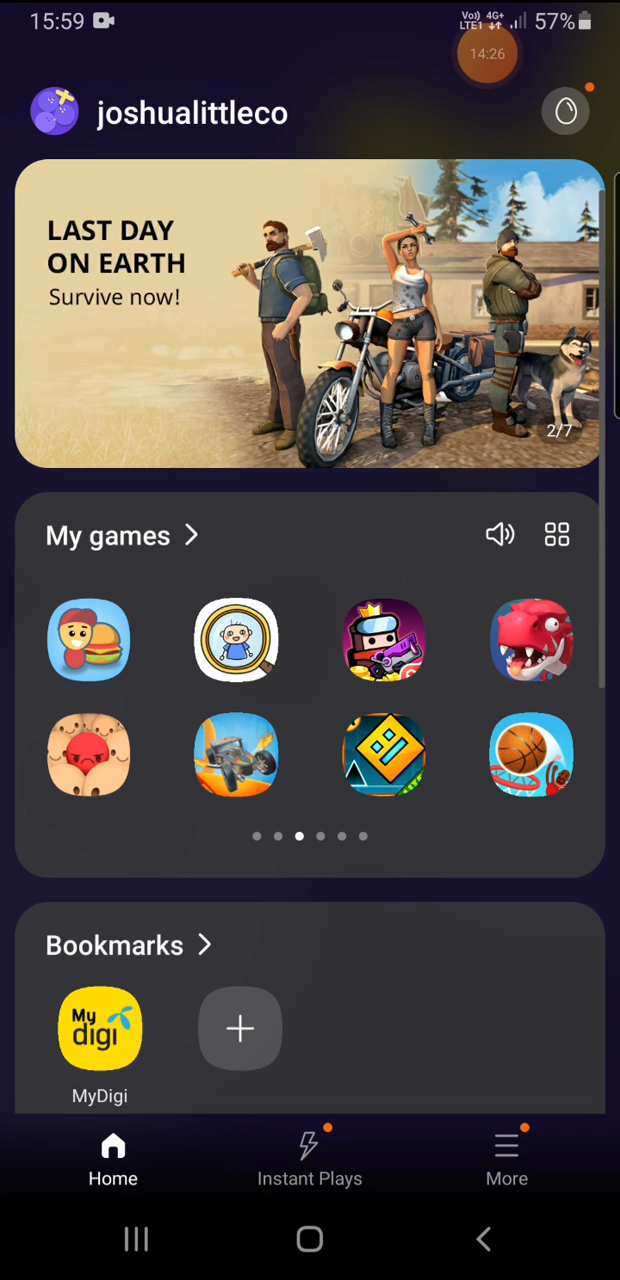 15:59
Vo)) 4G+
LTE1
57%
14:26
joshualittleco
LAST DAY
ON EARTH
Survive now!
2/7
My games
Bookmarks
My
digi
MyDigi
Home
Instant Plays
More